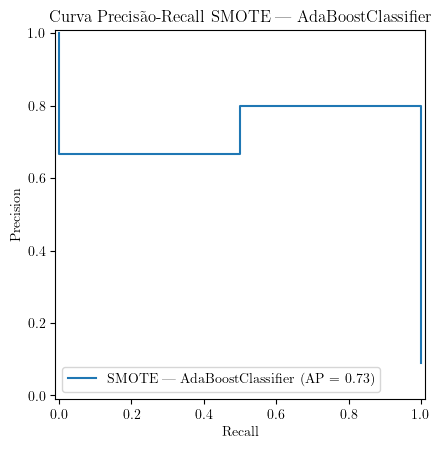 Curva Precisão-Recall SMOTE — AdaBoostClassifier
1.0
0.8
0.6
0.4
0.2
0.0
Precision
SMOTE — AdaBoostClassifier (AP = 0.73)
0.0 0.2 0.4 0.6 0.8 1.0
Recall